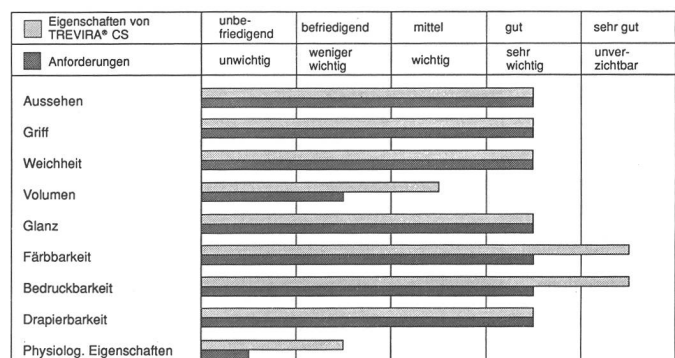 Eigenschaften von
TREVIRA® CS
unbe-
friedigend
befriedigend
mittel
gut
sehr gut
Anforderungen
unwichtig
weniger
wichtig
wichtig
sehr
wichtig
unver-
zichtbar
Aussehen
Griff
Weichheit
Volumen
Glanz
Färbbarkeit
Bedruckbarkeit
Drapierbarkeit
Physiolog. Eigenschaften